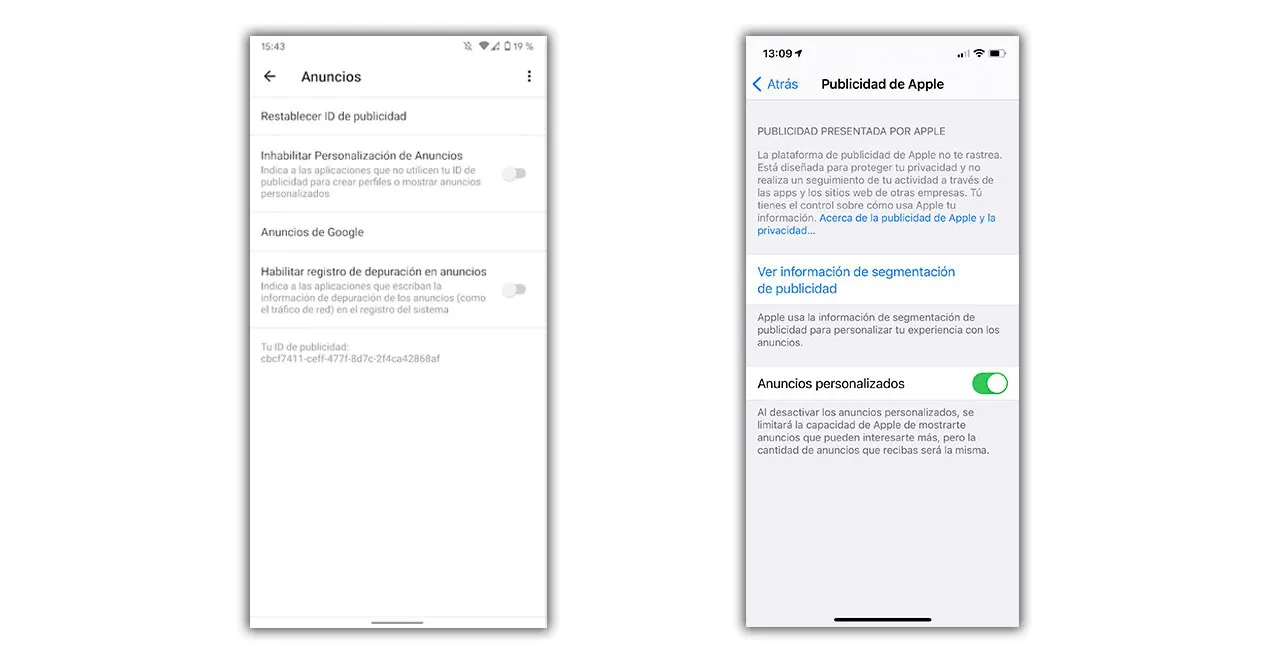 15:43
19 %
Anuncios
Restablecer ID de publicidad
Inhabilitar Personalización de Anuncios
Indica a las aplicaciones que no utilicen tu ID de
publicidad para crear perfiles o mostrar anuncios
personalizados
Anuncios de Google
Habilitar registro de depuración en anuncios
Indica a las aplicaciones que escriban la
información de depuración de los anuncios (como
el tráfico de red) en el registro del sistema
Tu ID de publicidad:
cbcf7411-ceff-477f-8d7c-2f4ca42868af
13:09
Atrás
Publicidad de Apple
PUBLICIDAD PRESENTADA POR APPLE
La plataforma de publicidad de Apple no te rastrea.
Está diseñada para proteger tu privacidad y no
realiza un seguimiento de tu actividad a través de
las apps y los sitios web de otras empresas. Tú
tienes el control sobre cómo usa Apple tu
información. Acerca de la publicidad de Apple y la
privacidad...
Ver información de segmentación
de publicidad
Apple usa la información de segmentación de
publicidad para personalizar tu experiencia con los
anuncios.
Anuncios personalizados
Al desactivar los anuncios personalizados, se
limitará la capacidad de Apple de mostrarte
anuncios que pueden interesarte más, pero la
cantidad de anuncios que recibas será la misma.